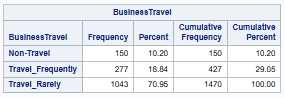 BusinessTravel
BusinessTravel Frequency Percent Cumulative Frequency Cumulative Percent
Non-Travel 150 10.20 150 10.20
Travel_Frequently 277 18.84 427 29.05
Travel_Rarely 1043 70.95 1470 100.00